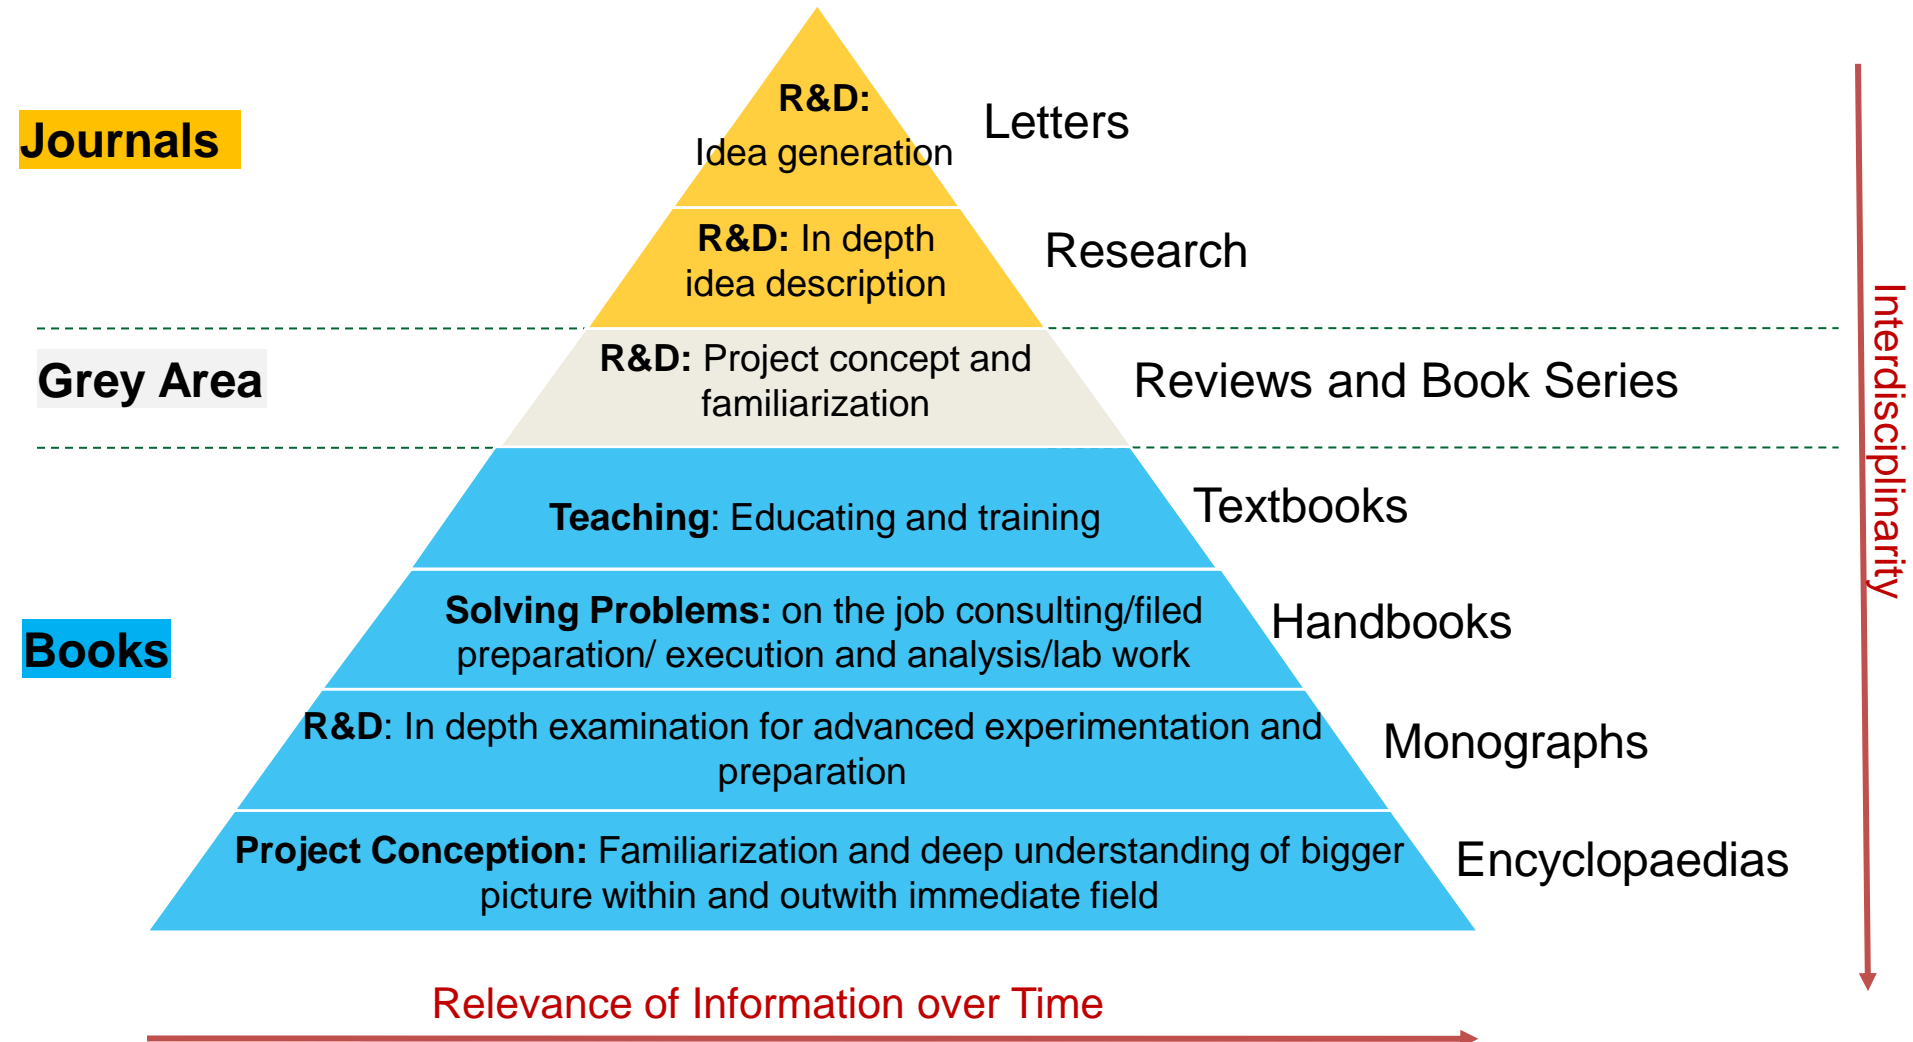 Journals
R&D:
Idea generation
Letters
R&D: In depth
idea description
Research
Grey Area
R&D: Project concept and
familiarization
Reviews and Book Series
Teaching: Educating and training
Textbooks
Books
Solving Problems: on the job consulting/filed
preparation/ execution and analysis/lab work
Handbooks
R&D: In depth examination for advanced experimentation and
preparation
Monographs
Project Conception: Familiarization and deep understanding of bigger
picture within and outwith immediate field
Encyclopaedias
Interdisciplinarity
Relevance of Information over Time